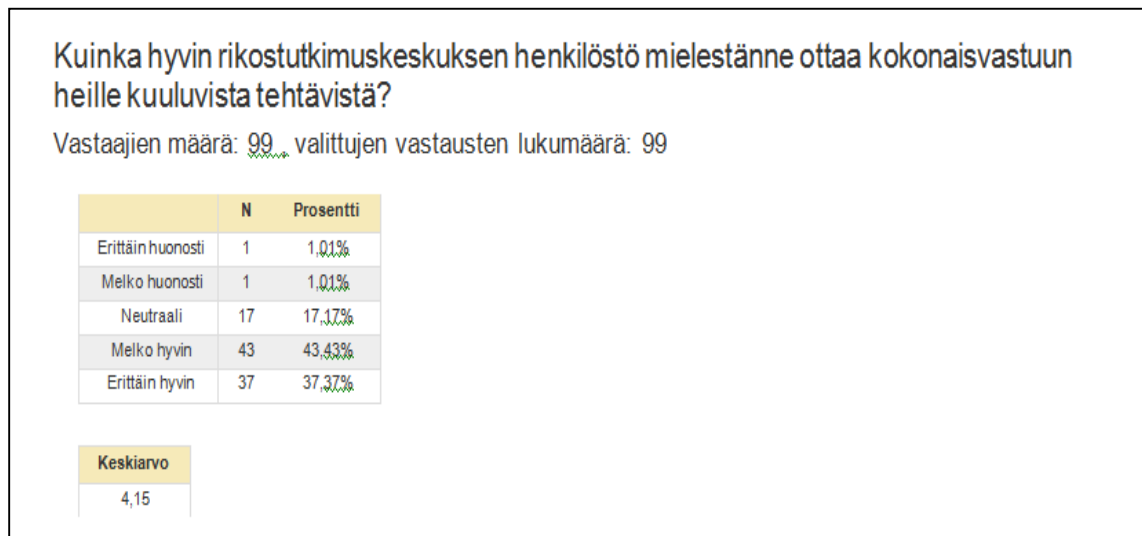 Kuinka hyvin rikostutkimuskeskuksen henkilöstö mielestänne ottaa kokonaisvastuun
heille kuuluvista tehtävistä?
Vastaajien määrä: 99 , valittujen vastausten lukumäärä: 99
N Prosentti
Erittäin huonosti 1 1,01%
Melko huonosti 1 1,01%
Neutraali 17 17,17%
Melko hyvin 43 43,43%
Erittäin hyvin 37 37,37%
Keskiarvo
4,15